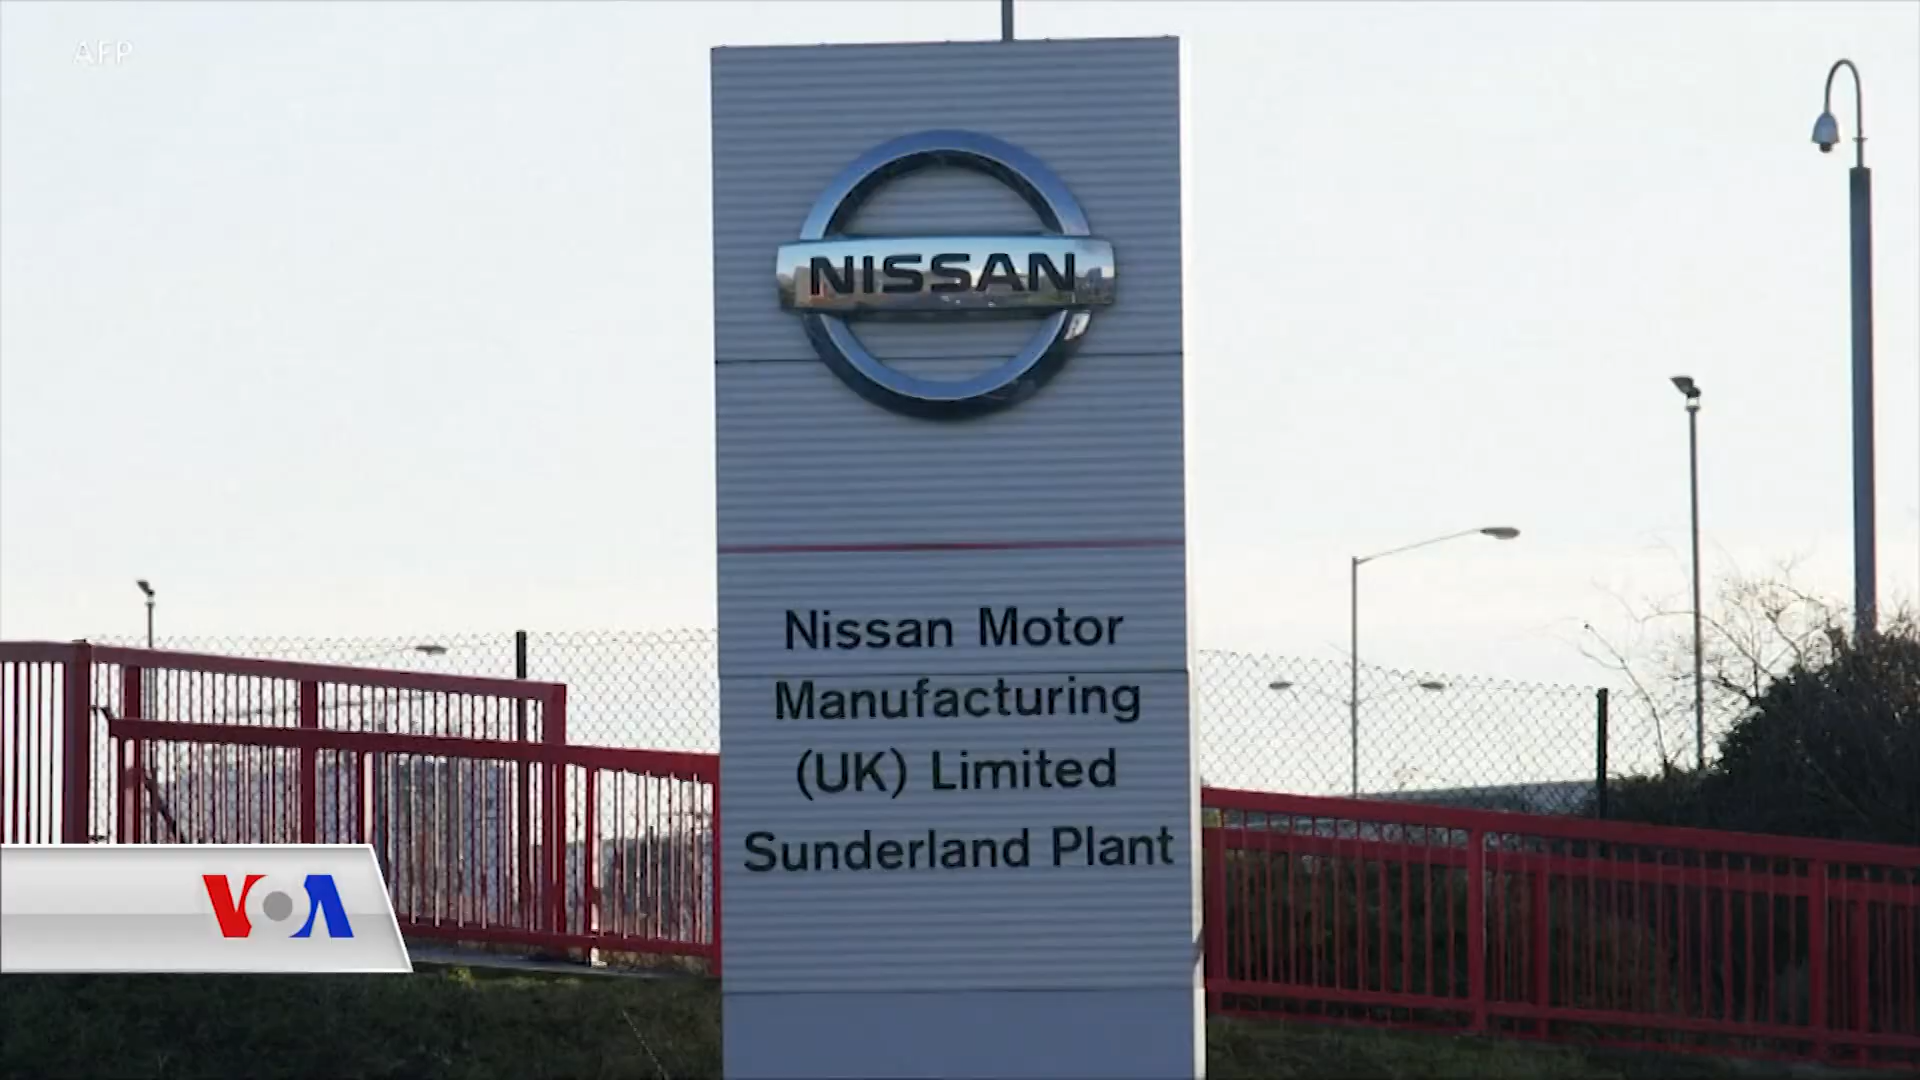 AFP
NISSAN
Nissan Motor
Manufacturing
(UK) Limited
Sunderland Plant
VOA